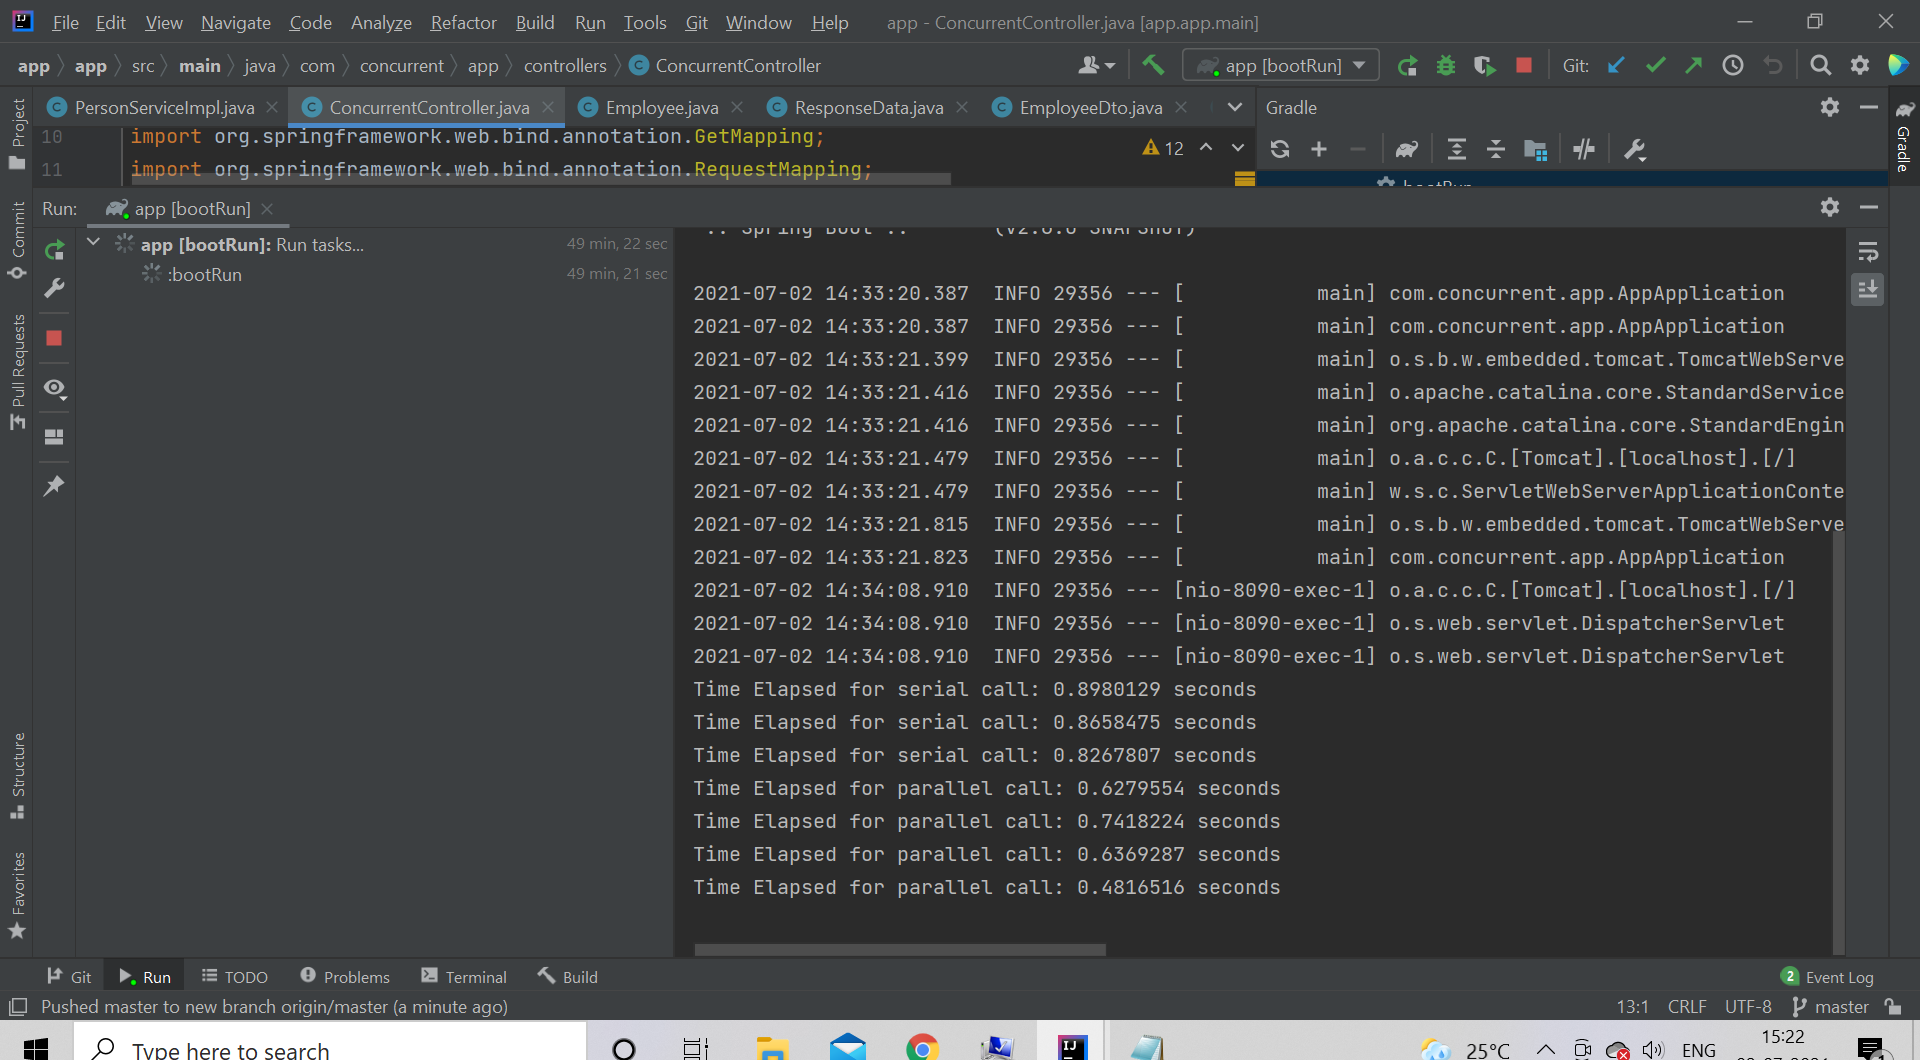 File Edit View Navigate Code Analyze Refactor Build Run Tools Git Window Help app - ConcurrentController.java [app.app.main]
app app src main java com concurrent app controllers ConcurrentController app [bootRun] Git:
PersonServiceImpl.java ConcurrentController.java Employee.java ResponseData.java EmployeeDto.java Gradle
10 import org.springframework.web.bind.annotation.GetMapping;
12
11 import org.springframework.web.bind.annotation.RequestMapping;
bootRun
Run: app [bootRun]
app [bootRun]: Run tasks... 49 min, 22 sec
:bootRun 49 min, 21 sec
:: Spring Boot ::
2021-07-02 14:33:20.387 INFO 29356 --- [ main] com.concurrent.app.AppApplication
2021-07-02 14:33:20.387 INFO 29356 --- [ main] com.concurrent.app.AppApplication
2021-07-02 14:33:21.399 INFO 29356 --- [ main] o.s.b.w.embedded.tomcat.TomcatWebServe
2021-07-02 14:33:21.416 INFO 29356 --- [ main] o.apache.catalina.core.StandardService
2021-07-02 14:33:21.416 INFO 29356 --- [ main] org.apache.catalina.core.StandardEngin
2021-07-02 14:33:21.479 INFO 29356 --- [ main] o.a.c.c.C.[Tomcat].[localhost].[/]
2021-07-02 14:33:21.479 INFO 29356 --- [ main] w.s.c.ServletWebServerApplicationConte
2021-07-02 14:33:21.815 INFO 29356 --- [ main] o.s.b.w.embedded.tomcat.TomcatWebServe
2021-07-02 14:33:21.823 INFO 29356 --- [ main] com.concurrent.app.AppApplication
2021-07-02 14:34:08.910 INFO 29356 --- [nio-8090-exec-1] o.a.c.c.C.[Tomcat].[localhost].[/]
2021-07-02 14:34:08.910 INFO 29356 --- [nio-8090-exec-1] o.s.web.servlet.DispatcherServlet
2021-07-02 14:34:08.910 INFO 29356 --- [nio-8090-exec-1] o.s.web.servlet.DispatcherServlet
Time Elapsed for serial call: 0.8980129 seconds
Time Elapsed for serial call: 0.8658475 seconds
Time Elapsed for serial call: 0.8267807 seconds
Time Elapsed for parallel call: 0.6279554 seconds
Time Elapsed for parallel call: 0.7418224 seconds
Time Elapsed for parallel call: 0.6369287 seconds
Time Elapsed for parallel call: 0.4816516 seconds
Project
Commit
Pull Requests
Structure
Favorites
Gradle
Git Run TODO Problems Terminal Build 2 Event Log
Pushed master to new branch origin/master (a minute ago) 13:1 CRLF UTF-8 master
Type here to search 25°C ENG 15:22